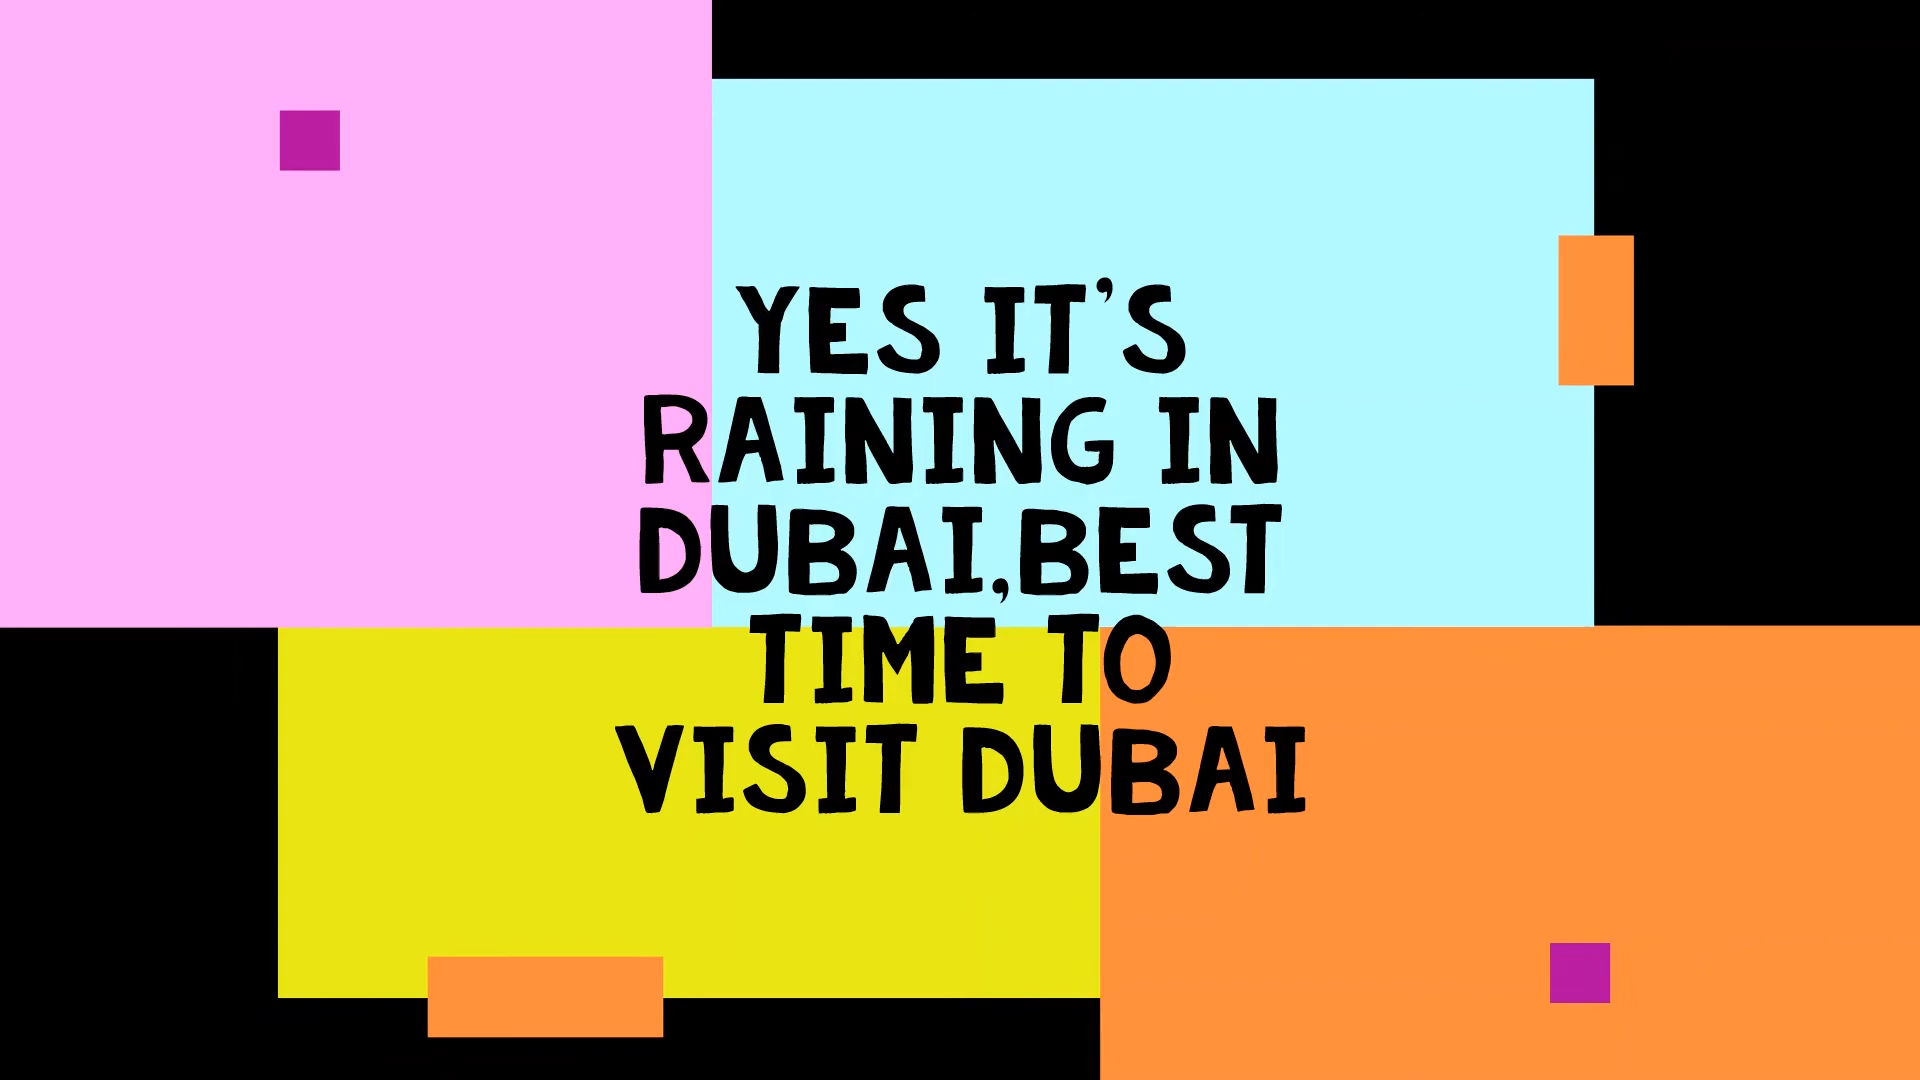 YES IT'S
RAINING IN
DUBAI,BEST
TIME TO
VISIT DUBAI